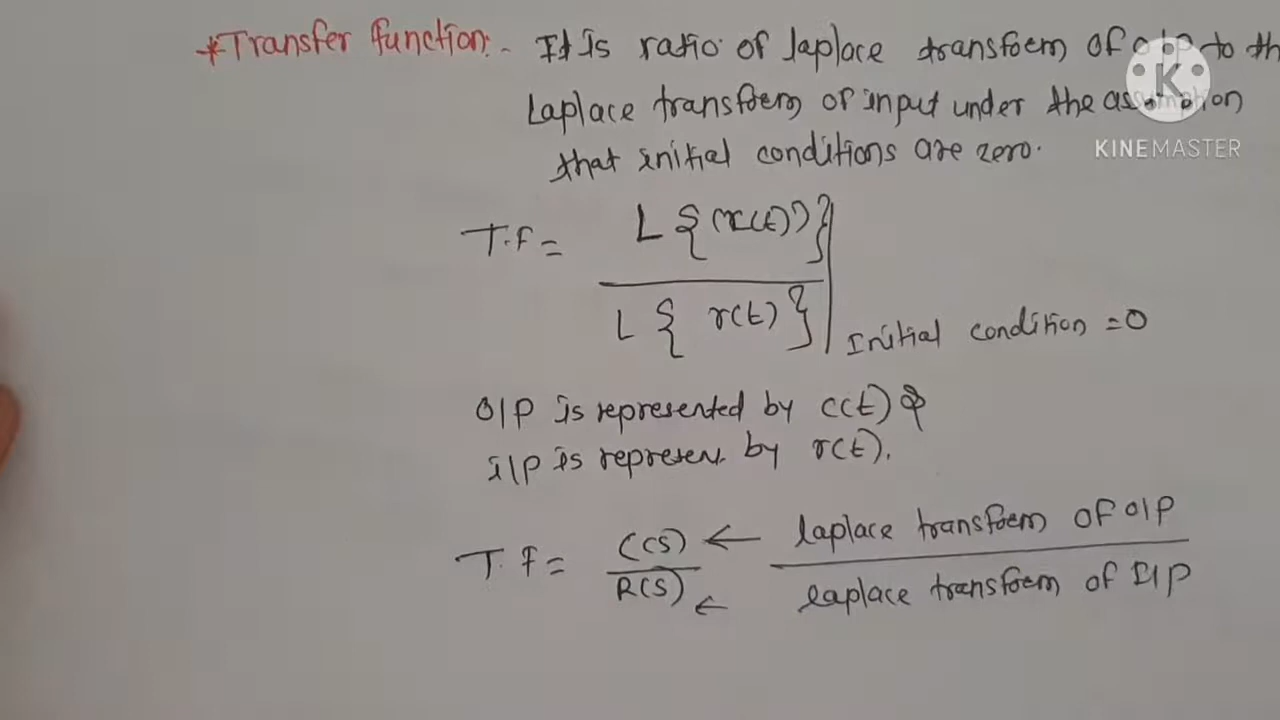 *Transfer function:- It is ratio of laplace transform of o/p to th
Laplace transform of input under the assumption
that initial conditions are zero.
KINEMASTER
T.F =
L { (c(t)) }
L { r(t) }
Initial condition = 0
O/P is represented by c(t) &
i/p is represent by r(t).
T.F = C(S) ← laplace transform of o/p
R(S) ← laplace transform of I/p